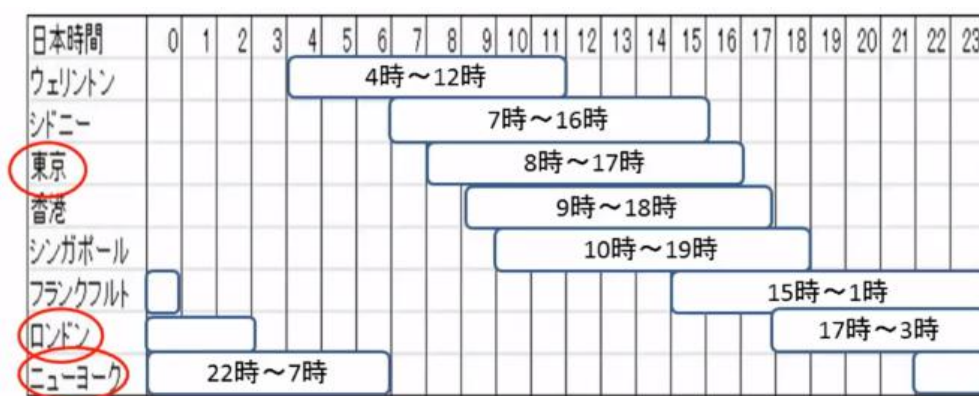 日本時間 0 1 2 3 4 5 6 7 8 9 10 11 12 13 14 15 16 17 18 19 20 21 22 23
ウェリントン 4時～12時
シドニー 7時～16時
東京 8時～17時
香港 9時～18時
シンガポール 10時～19時
フランクフルト 15時～1時
ロンドン 17時～3時
ニューヨーク 22時～7時